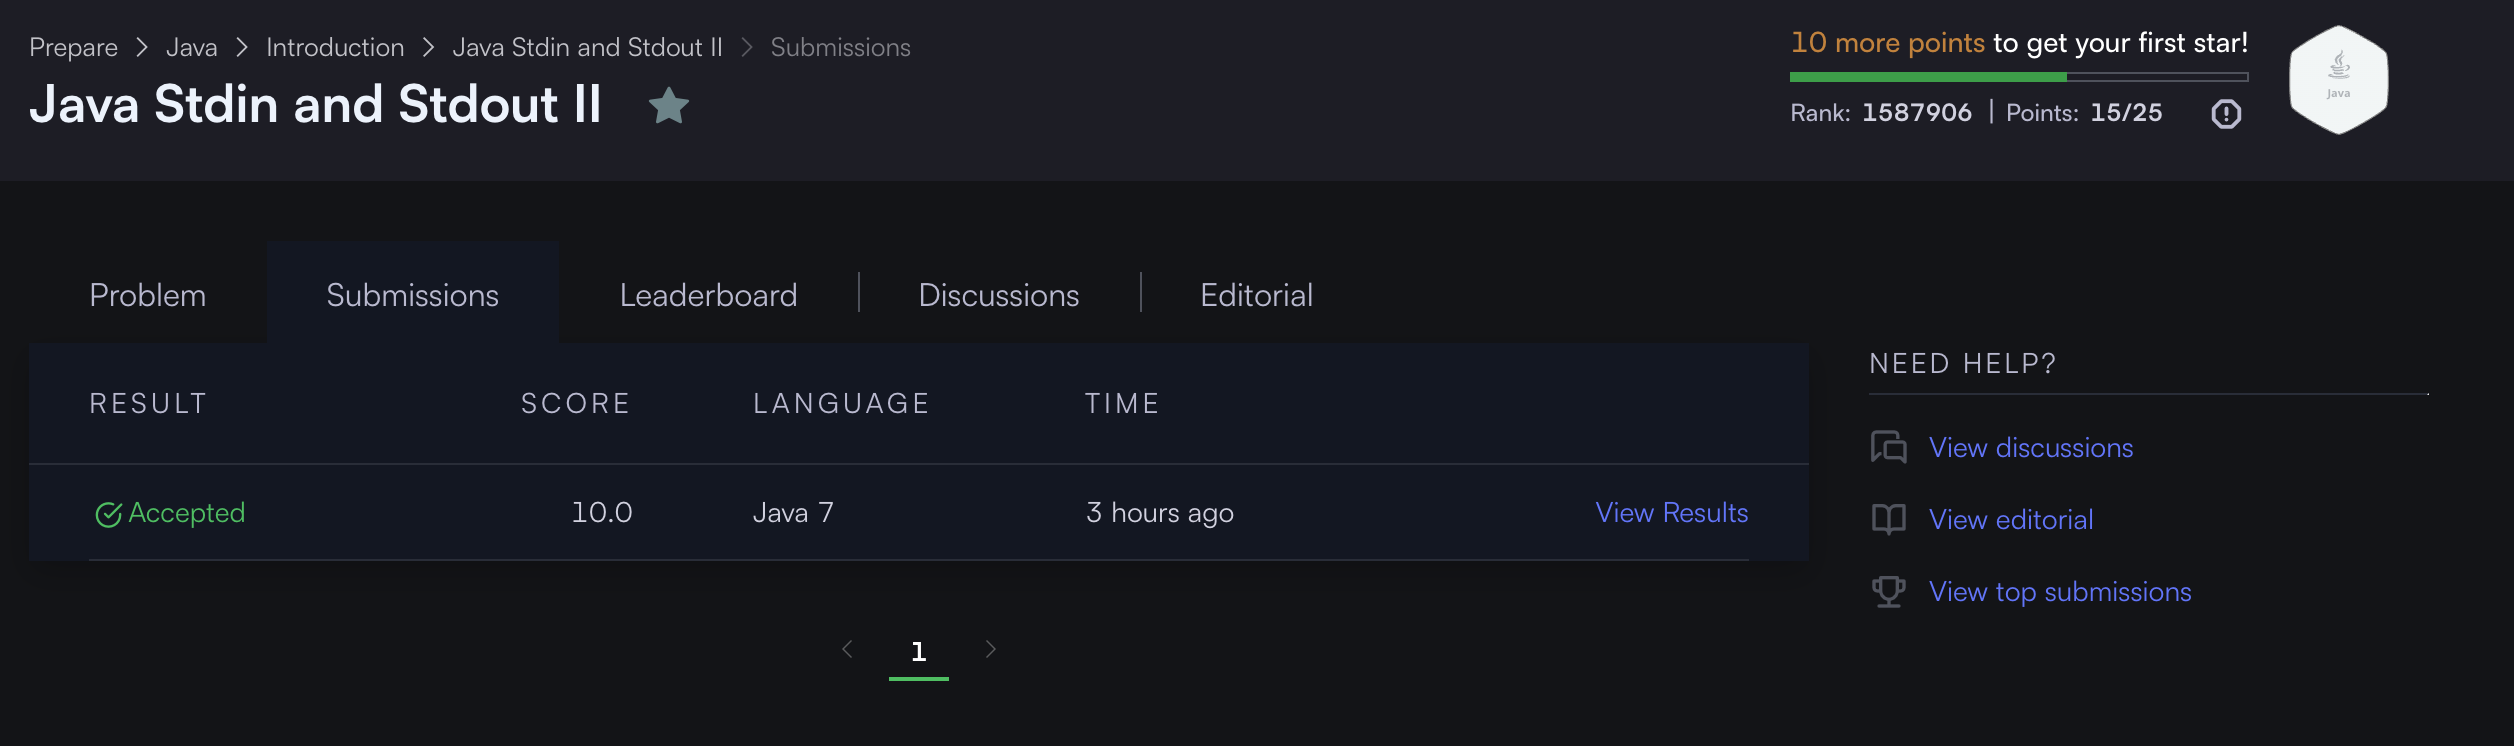 Prepare > Java > Introduction > Java Stdin and Stdout II > Submissions
Java Stdin and Stdout II
10 more points to get your first star!
Rank: 1587906 | Points: 15/25
Java
Problem Submissions Leaderboard Discussions Editorial
RESULT SCORE LANGUAGE TIME
Accepted 10.0 Java 7 3 hours ago View Results
1
NEED HELP?
View discussions
View editorial
View top submissions